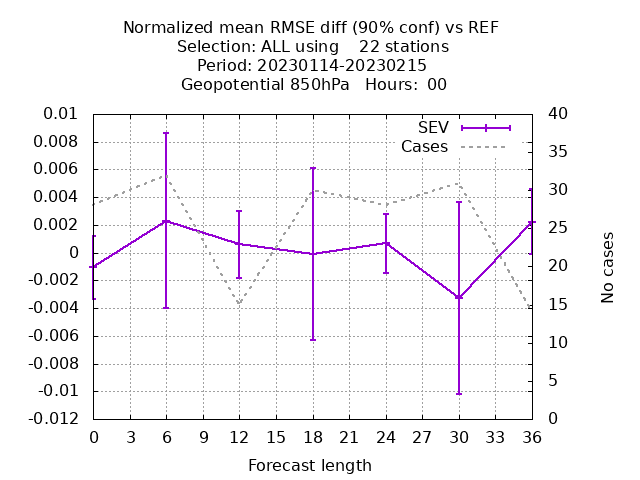 Normalized mean RMSE diff (90% conf) vs REF
Selection: ALL using    22 stations
Period: 20230114-20230215
Geopotential 850hPa   Hours:  00
SEV
Cases
0.01
0.008
0.006
0.004
0.002
0
-0.002
-0.004
-0.006
-0.008
-0.01
-0.012
40
35
30
25
20
15
10
5
0
No cases
0 3 6 9 12 15 18 21 24 27 30 33 36
Forecast length